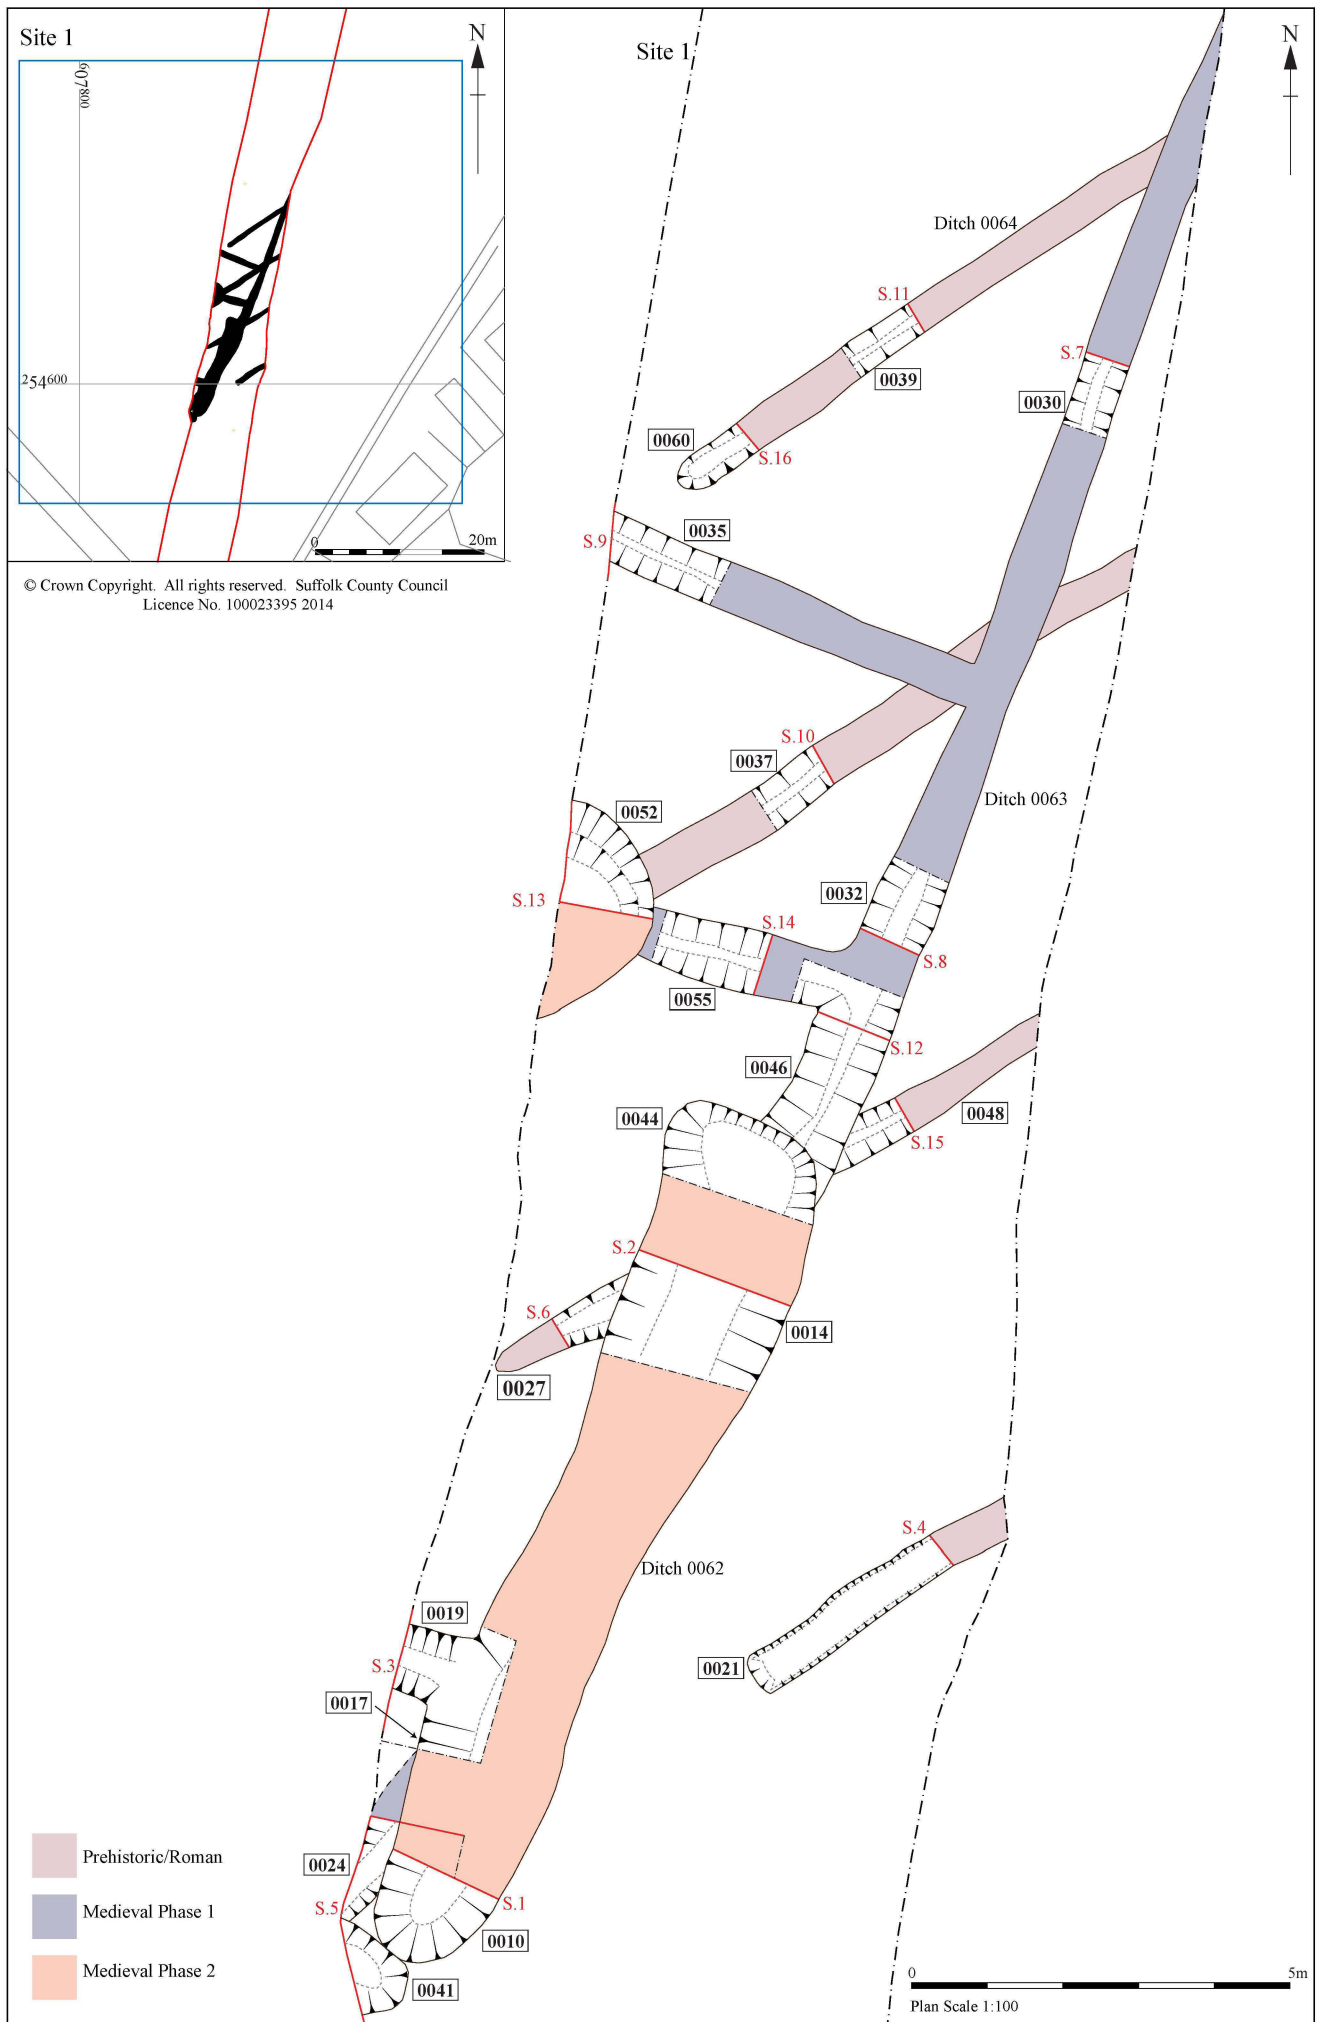 Site 1
N
607800
254600
0
20m
© Crown Copyright. All rights reserved. Suffolk County Council
Licence No. 100023395 2014
Site 1
N
Ditch 0064
S.11
S.7
0039
0030
0060
S.16
0035
S.9
S.10
0037
Ditch 0063
0052
0032
S.13
S.14
S.8
0055
S.12
0046
0044
0048
S.15
S.2
S.6
0014
0027
S.4
Ditch 0062
0019
S.3
0021
0017
Prehistoric/Roman
0024
Medieval Phase 1
S.5
S.1
0010
Medieval Phase 2
0041
0
5m
Plan Scale 1:100